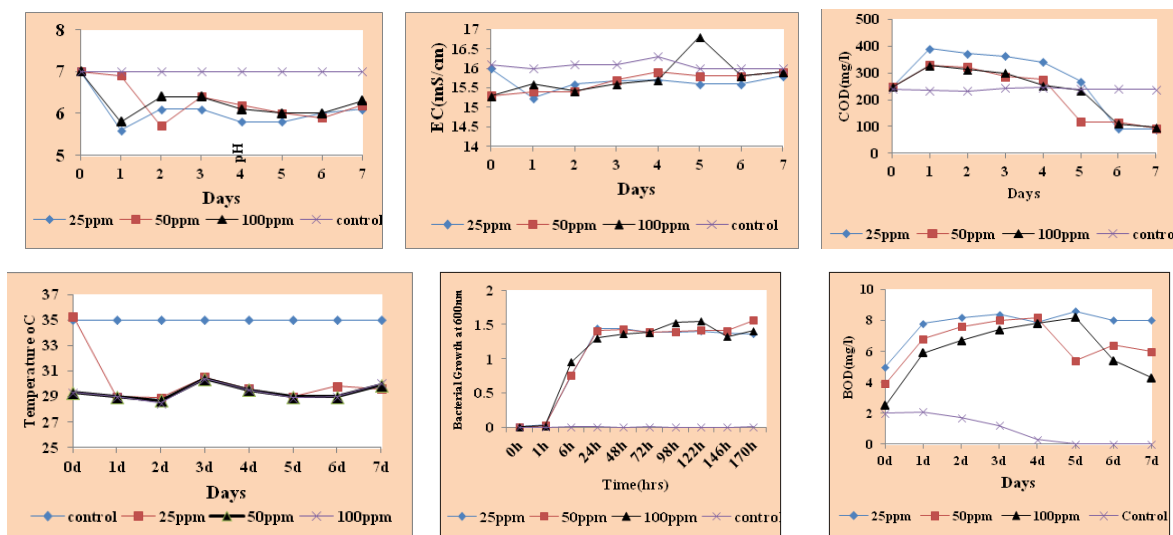 8
7
6
5
pH
0 1 2 3 4 5 6 7
Days
25ppm 50ppm 100ppm control
EC(mS/cm)
17
16.5
16
15.5
15
14.5
14
0 1 2 3 4 5 6 7
Days
25ppm 50ppm 100ppm control
COD(mg/l)
500
400
300
200
100
0
0 1 2 3 4 5 6 7
Days
25ppm 50ppm 100ppm control
Temperature oC
37
35
33
31
29
27
25
0d 1d 2d 3d 4d 5d 6d 7d
Days
control 25ppm 50ppm 100ppm
Bacterial Growth at 600nm
2
1.5
1
0.5
0
0h 1h 6h 24h 48h 72h 98h 122h 146h 170h
Time(hrs)
25ppm 50ppm 100ppm control
BOD(mg/l)
10
8
6
4
2
0
0d 1d 2d 3d 4d 5d 6d 7d
Days
25ppm 50ppm 100ppm Control